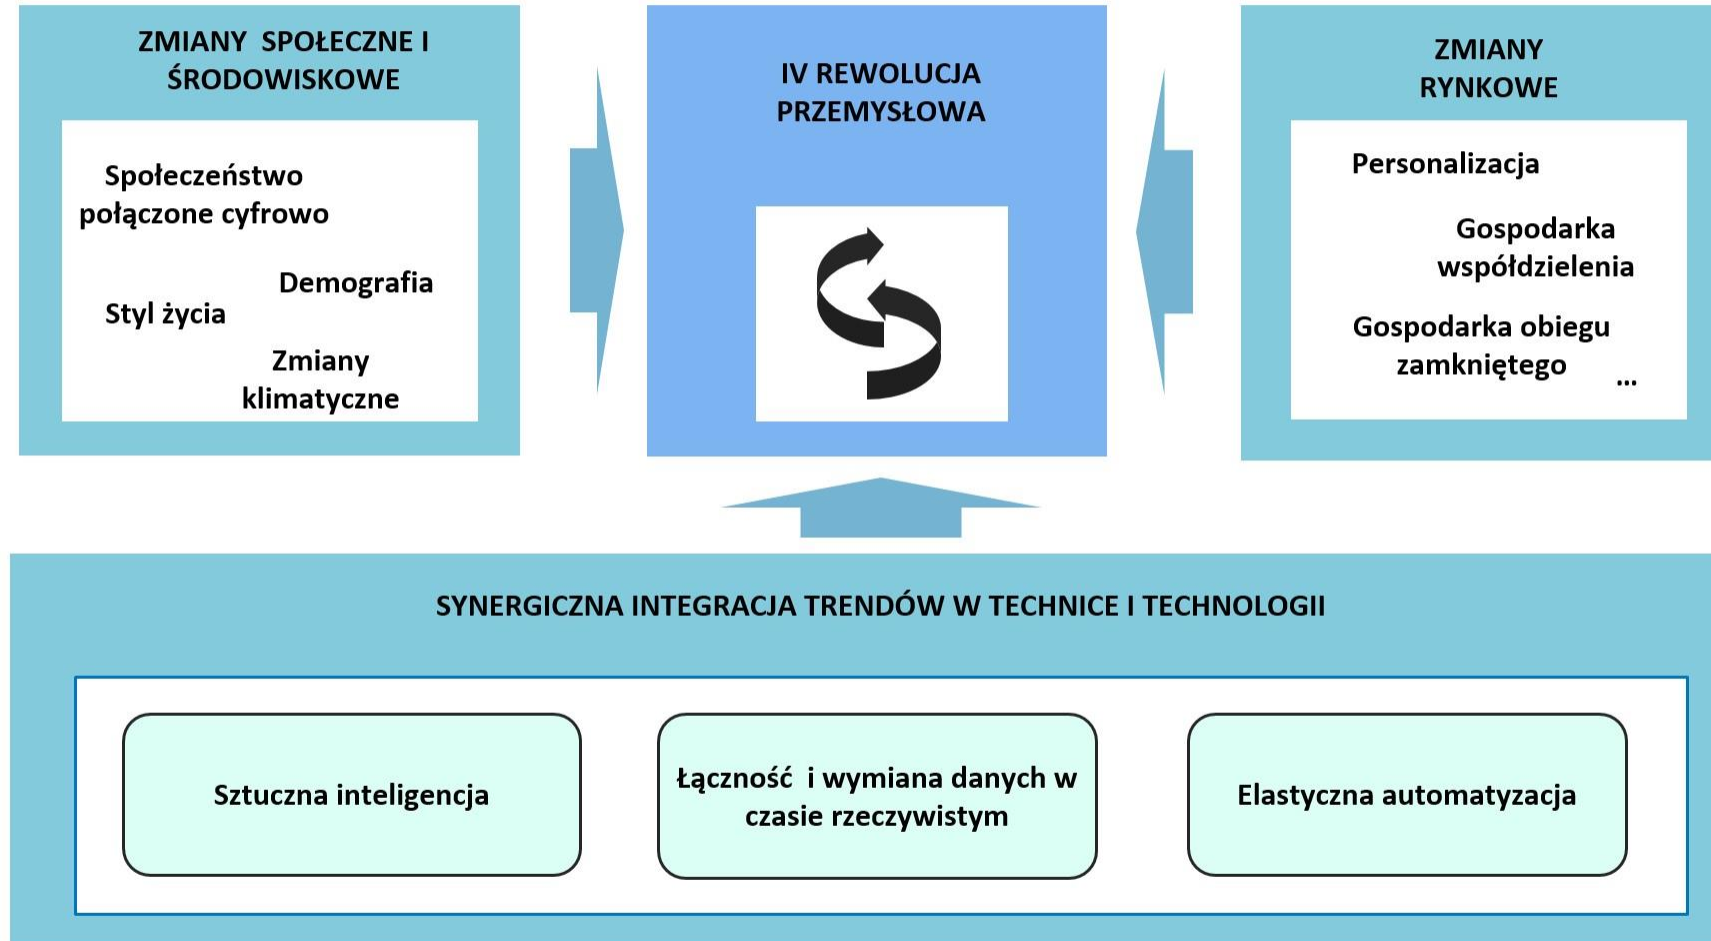 ZMIANY SPOŁECZNE I
ŚRODOWISKOWE
Społeczeństwo
połączone cyfrowo
Demografia
Styl życia
Zmiany
klimatyczne
IV REWOLUCJA
PRZEMYSŁOWA
ZMIANY
RYNKOWE
Personalizacja
Gospodarka
współdzielenia
Gospodarka obiegu
zamkniętego
...
SYNERGICZNA INTEGRACJA TRENDÓW W TECHNICE I TECHNOLOGII
Sztuczna inteligencja
Łączność i wymiana danych w
czasie rzeczywistym
Elastyczna automatyzacja